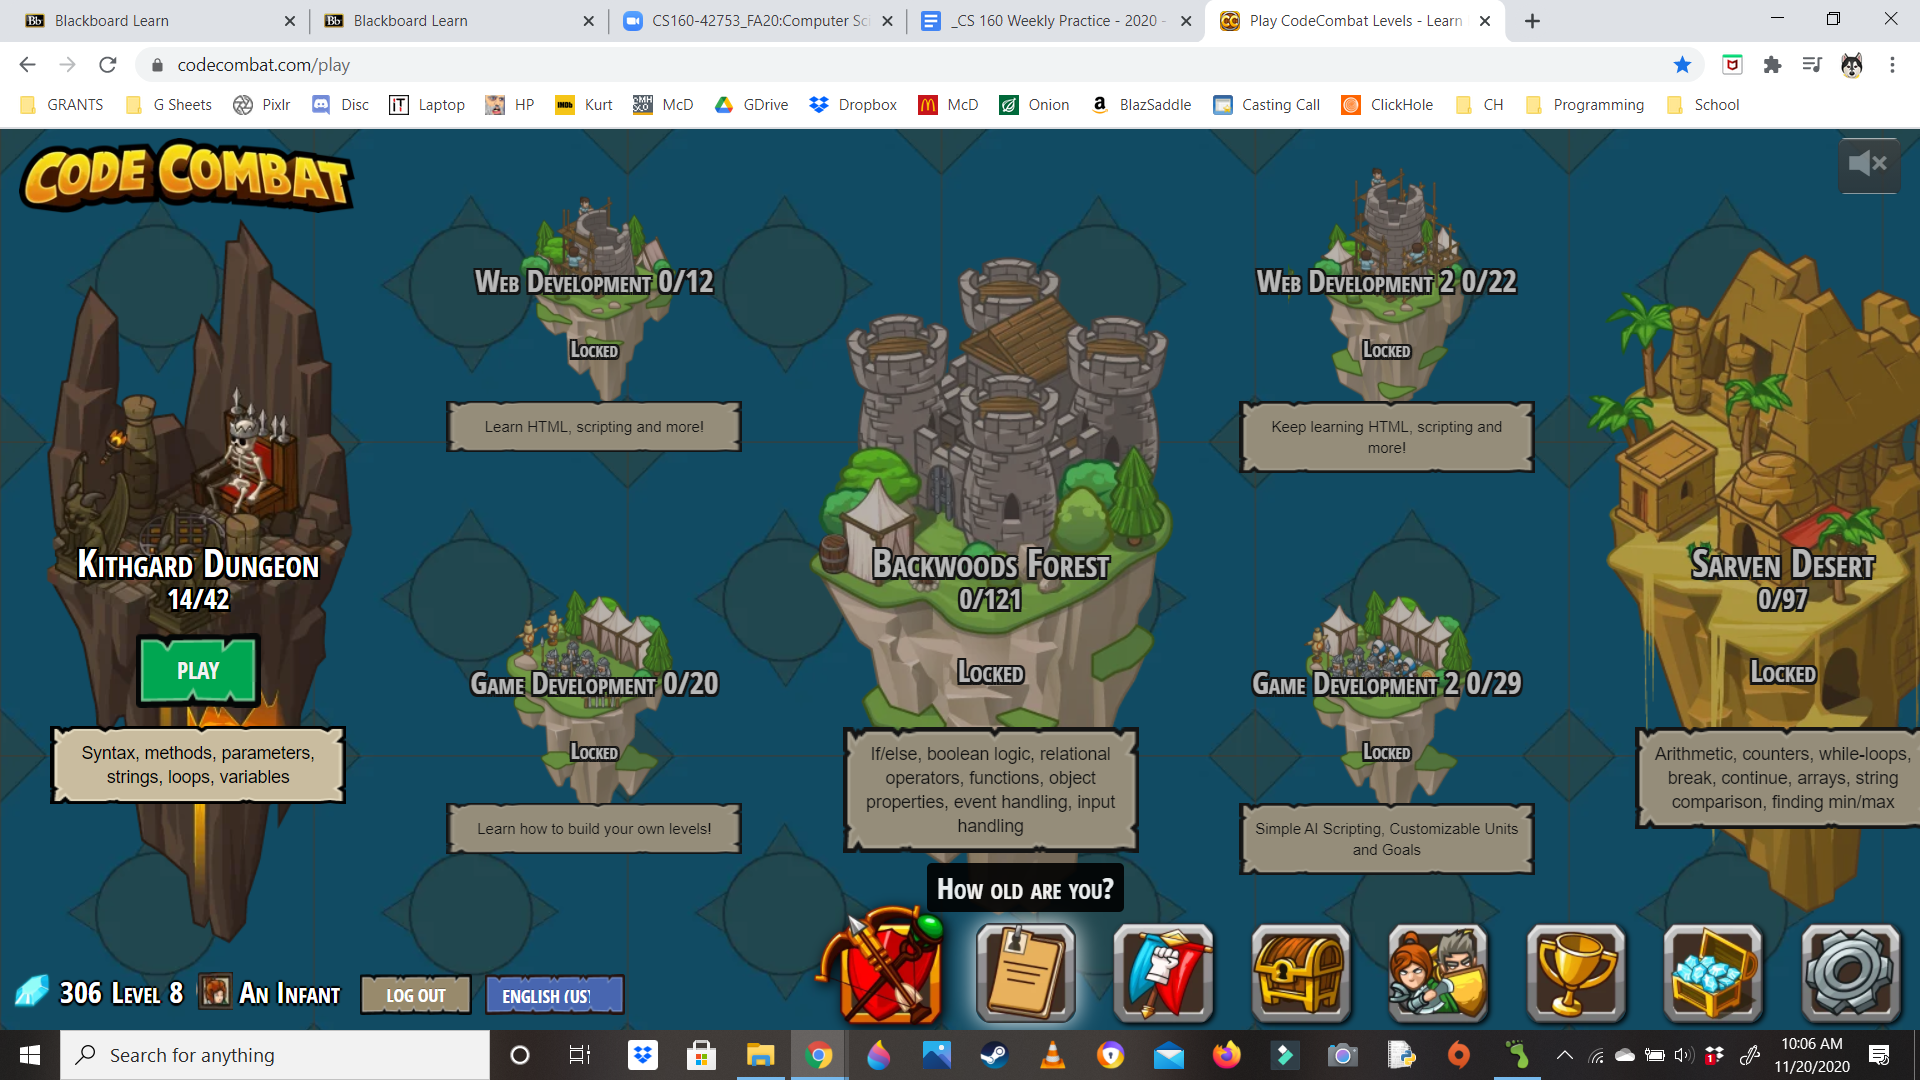 Blackboard Learn
Blackboard Learn
CS160-42753_FA20:Computer Sci
_CS 160 Weekly Practice - 2020 -
Play CodeCombat Levels - Learn
codecombat.com/play
GRANTS
G Sheets
Pixlr
Disc
Laptop
HP
Kurt
McD
GDrive
Dropbox
McD
Onion
BlazSaddle
Casting Call
ClickHole
CH
Programming
School
CODE COMBAT
WEB DEVELOPMENT 0/12
LOCKED
Learn HTML, scripting and more!
WEB DEVELOPMENT 2 0/22
LOCKED
Keep learning HTML, scripting and
more!
KITHGARD DUNGEON
14/42
PLAY
Syntax, methods, parameters,
strings, loops, variables
GAME DEVELOPMENT 0/20
LOCKED
Learn how to build your own levels!
BACKWOODS FOREST
0/121
LOCKED
If/else, boolean logic, relational
operators, functions, object
properties, event handling, input
handling
GAME DEVELOPMENT 2 0/29
LOCKED
Simple AI Scripting, Customizable Units
and Goals
SARVEN DESERT
0/97
LOCKED
Arithmetic, counters, while-loops,
break, continue, arrays, string
comparison, finding min/max
HOW OLD ARE YOU?
306 LEVEL 8 AN INFANT
LOG OUT
ENGLISH (US)
Search for anything
10:06 AM
11/20/2020